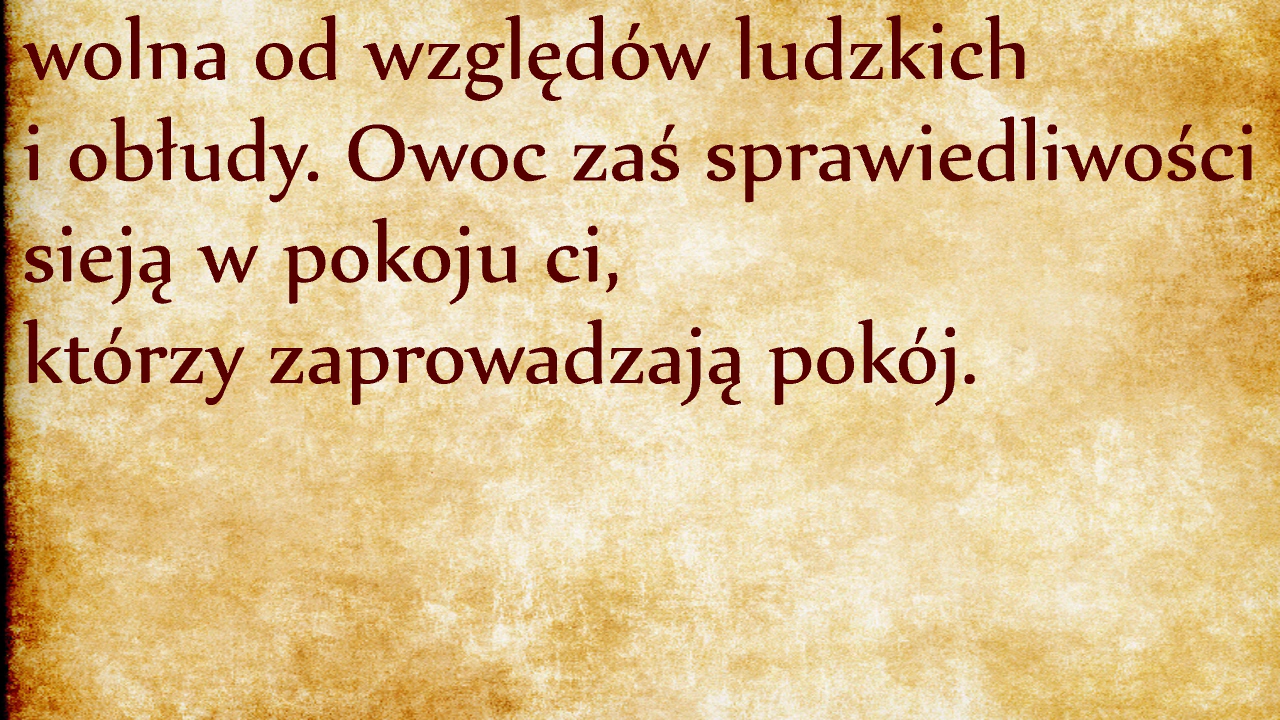 wolna od względów ludzkich
i obłudy. Owoc zaś sprawiedliwości
sieją w pokoju ci,
którzy zaprowadzają pokój.